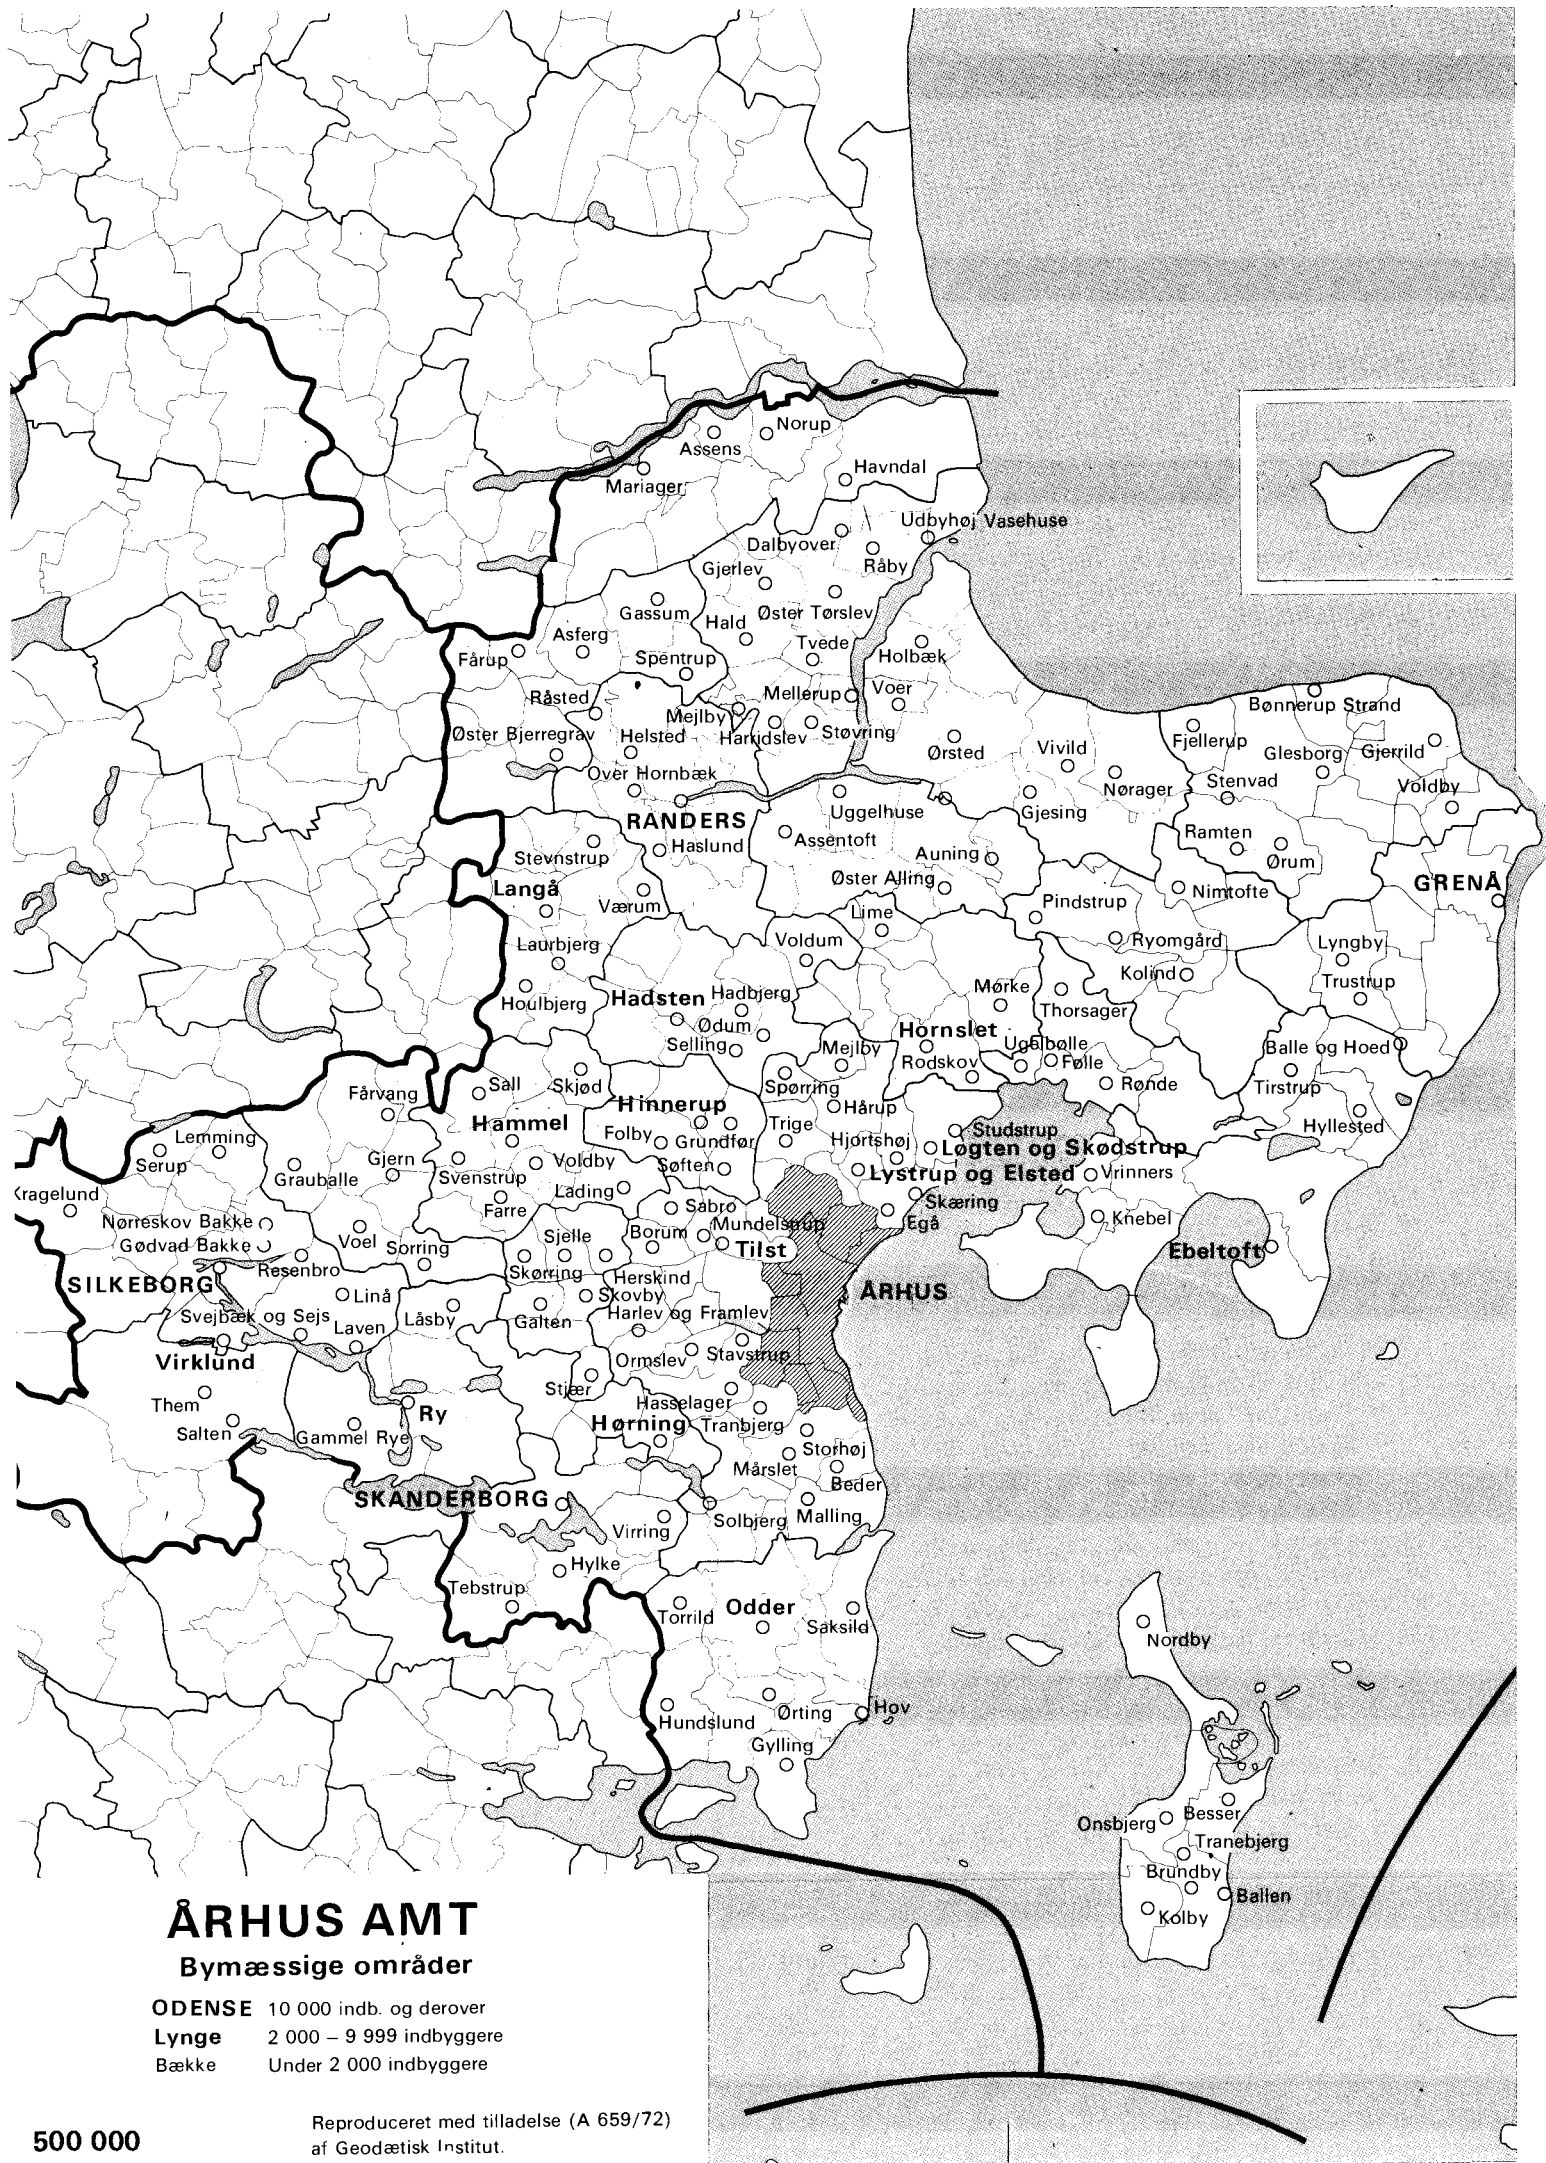 Norup
Assens
Havndal
Mariager
Udbyhøj Vasehuse
Dalbyover
Råby
Gjerlev
Gassum
Hald
Øster Tørslev
Asferg
Tvede
Holbæk
Fårup
Spentrup
Råsted
Mellerup
Voer
Bønnerup Strand
Mejlby
Øster Bjerregrav
Helsted
Harridslev
Støvring
Fjellerup
Ørsted
Vivild
Glesborg
Gjerrild
Over Hornbæk
Nørager
Stenvad
Voldby
Uggelhuse
Gjesing
RANDERS
Haslund
Assentoft
Ramten
Stevnstrup
Auning
Ørum
Langå
Øster Alling
GRENÅ
Værum
Nimtofte
Pindstrup
Lime
Laurbjerg
Voldum
Ryomgård
Lyngby
Kolind
Trustrup
Houlbjerg
Hadsten
Hadbjerg
Mørke
Thorsager
Ødum
Hornslet
Selling
Mejlby
Ugelbølle
Balle og Hoed
Rodskov
Følle
Sall
Skjød
Spørring
Rønde
Tirstrup
Fårvang
Hinnerup
Hårup
Hammel
Trige
Hyllested
Lemming
Folby
Grundfør
Hjortshøj
Studstrup
Løgten og Skødstrup
Serup
Gjern
Voldby
Søften
Grauballe
Svenstrup
Lystrup og Elsted
Vrinners
Kragelund
Lading
Farre
Sabro
Skæring
Nørreskov Bakke
Mundelstrup
Egå
Knebel
Gødvad Bakke
Voel
Sorring
Sjelle
Borum
Tilst
Ebeltoft
Resenbro
Skørring
Herskind
SILKEBORG
Linå
Skovby
ÅRHUS
Svejbæk og Sejs
Låsby
Galten
Harlev og Framlev
Laven
Virklund
Ormslev
Stavstrup
Stjær
Them
Hasselager
Ry
Salten
Gammel Rye
Hørning
Tranbjerg
Storhøj
Mårslet
Beder
SKANDERBORG
Virring
Solbjerg
Malling
Hylke
Tebstrup
Torrild
Odder
Saksild
Nordby
Hundslund
Ørting
Hov
Gylling
Onsbjerg
Besser
Tranebjerg
Brundby
Ballen
Kolby
ÅRHUS AMT
Bymæssige områder
ODENSE 10 000 indb. og derover
Lynge 2 000 – 9 999 indbyggere
Bække Under 2 000 indbyggere
Reproduceret med tilladelse (A 659/72)
af Geodætisk Institut.
500 000